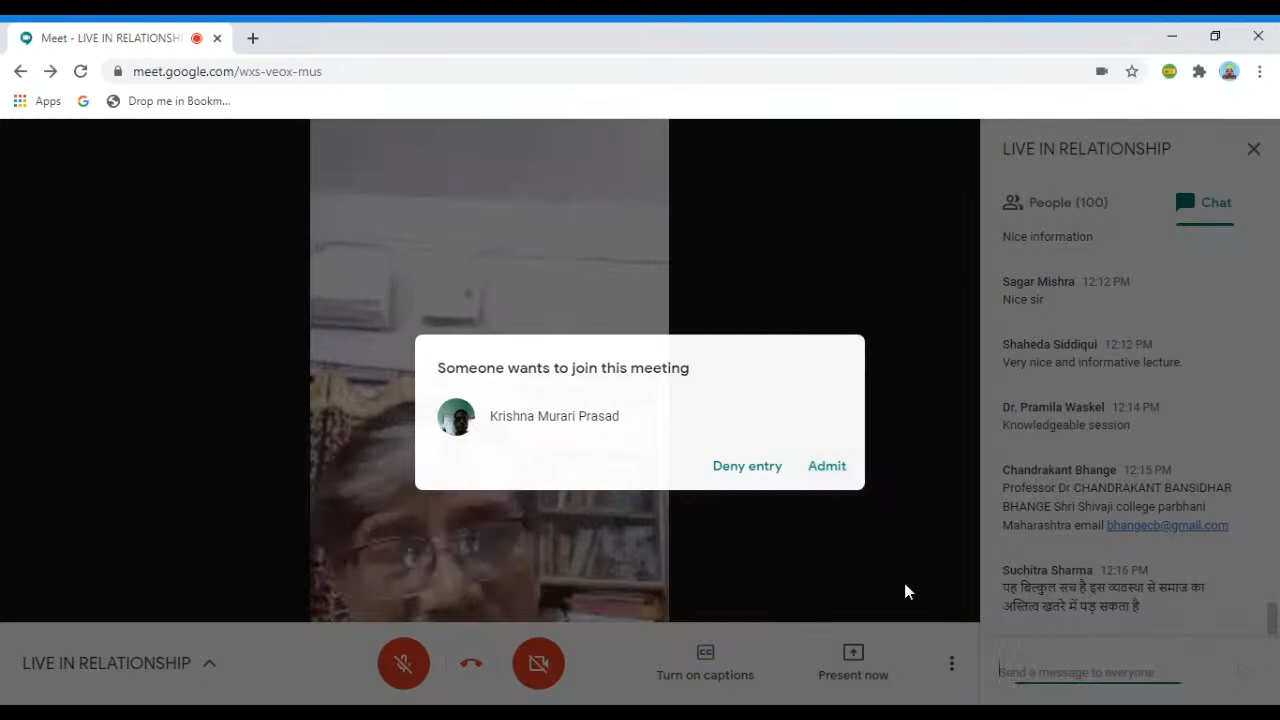 Meet - LIVE IN RELATIONSH
meet.google.com/wxs-veox-mus
Apps
Drop me in Bookm...
LIVE IN RELATIONSHIP
People (100)
Chat
Nice information
Sagar Mishra 12:12 PM
Nice sir
Shaheda Siddiqui 12:12 PM
Very nice and informative lecture.
Dr. Pramila Waskel 12:14 PM
Knowledgeable session
Chandrakant Bhange 12:15 PM
Professor Dr CHANDRAKANT BANSIDHAR
BHANGE Shri Shivaji college parbhani
Maharashtra email bhangecb@gmail.com
Suchitra Sharma 12:16 PM
यह बिल्कुल सच है इस व्यवस्था से समाज का
अस्तित्व खतरे में पड़ सकता है
Send a message to everyone
Someone wants to join this meeting
Krishna Murari Prasad
Deny entry Admit
LIVE IN RELATIONSHIP
Turn on captions
Present now